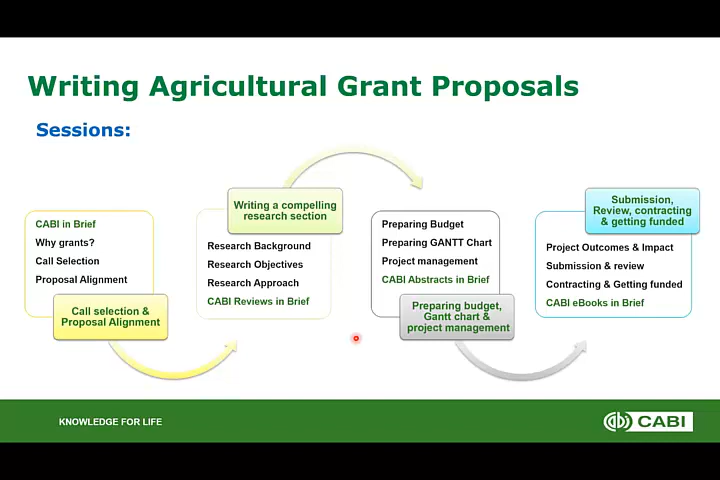 Writing Agricultural Grant Proposals
Sessions:
CABI in Brief
Why grants?
Call Selection
Proposal Alignment
Call selection &
Proposal Alignment
Writing a compelling
research section
Research Background
Research Objectives
Research Approach
CABI Reviews in Brief
Preparing Budget
Preparing GANTT Chart
Project management
CABI Abstracts in Brief
Preparing budget,
Gantt chart &
project management
Submission,
Review, contracting
& getting funded
Project Outcomes & Impact
Submission & review
Contracting & Getting funded
CABI eBooks in Brief
KNOWLEDGE FOR LIFE
CABI